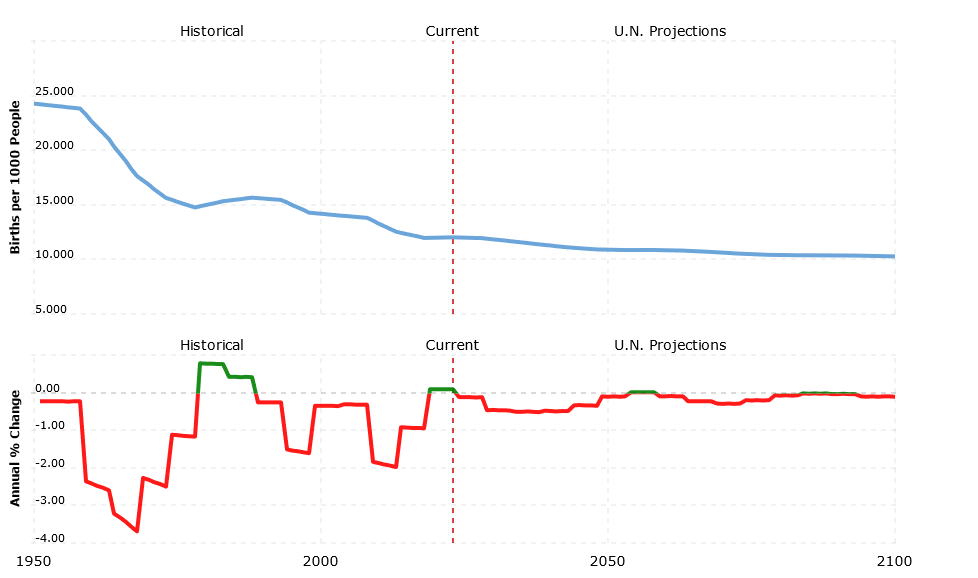 Historical Current U.N. Projections
Births per 1000 People
25.000
20.000
15.000
10.000
5.000
Historical Current U.N. Projections
Annual % Change
0.00
-1.00
-2.00
-3.00
-4.00
1950 2000 2050 2100